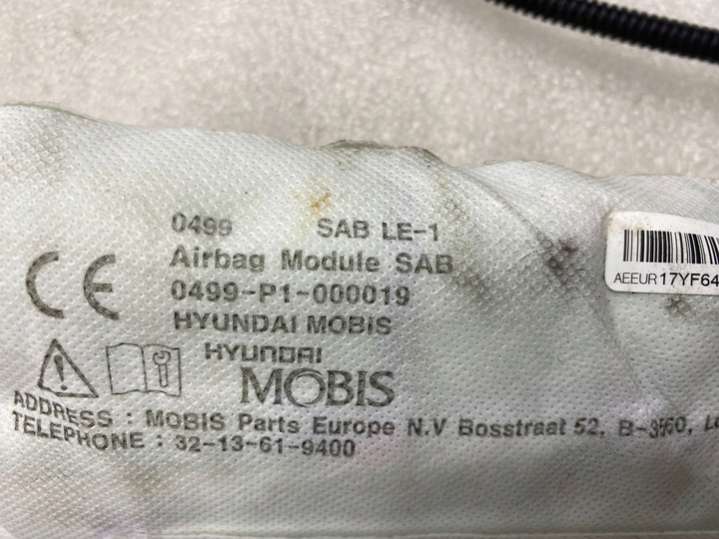 0499 SAB LE-1
Airbag Module SAB
CE
0499-P1-000019
HYUNDAI MOBIS
HYUNDAI
MOBIS
AEEUR17YF64
ADDRESS : MOBIS Parts Europe N.V Bosstraat 52,
TELEPHONE : 32-13-61-9400